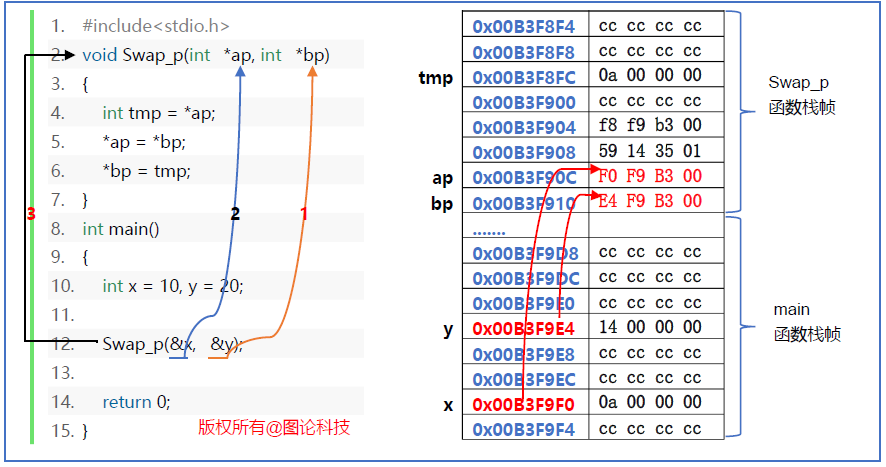 1. #include<stdio.h>
2. void Swap_p(int *ap, int *bp)
3. {
4. int tmp = *ap;
5. *ap = *bp;
6. *bp = tmp;
7. }
8. int main()
9. {
10. int x = 10, y = 20;
11.
12. Swap_p(&x, &y);
13.
14. return 0;
15. }
3
2
1
版权所有@图论科技
0x00B3F8F4 cc cc cc cc
0x00B3F8F8 cc cc cc cc
tmp 0x00B3F8FC 0a 00 00 00
0x00B3F900 cc cc cc cc
0x00B3F904 f8 f9 b3 00
0x00B3F908 59 14 35 01
ap 0x00B3F90C F0 F9 B3 00
bp 0x00B3F910 E4 F9 B3 00
.......
0x00B3F9D8 cc cc cc cc
0x00B3F9DC cc cc cc cc
0x00B3F9E0 cc cc cc cc
y 0x00B3F9E4 14 00 00 00
0x00B3F9E8 cc cc cc cc
0x00B3F9EC cc cc cc cc
x 0x00B3F9F0 0a 00 00 00
0x00B3F9F4 cc cc cc cc
Swap_p
函数栈帧
main
函数栈帧